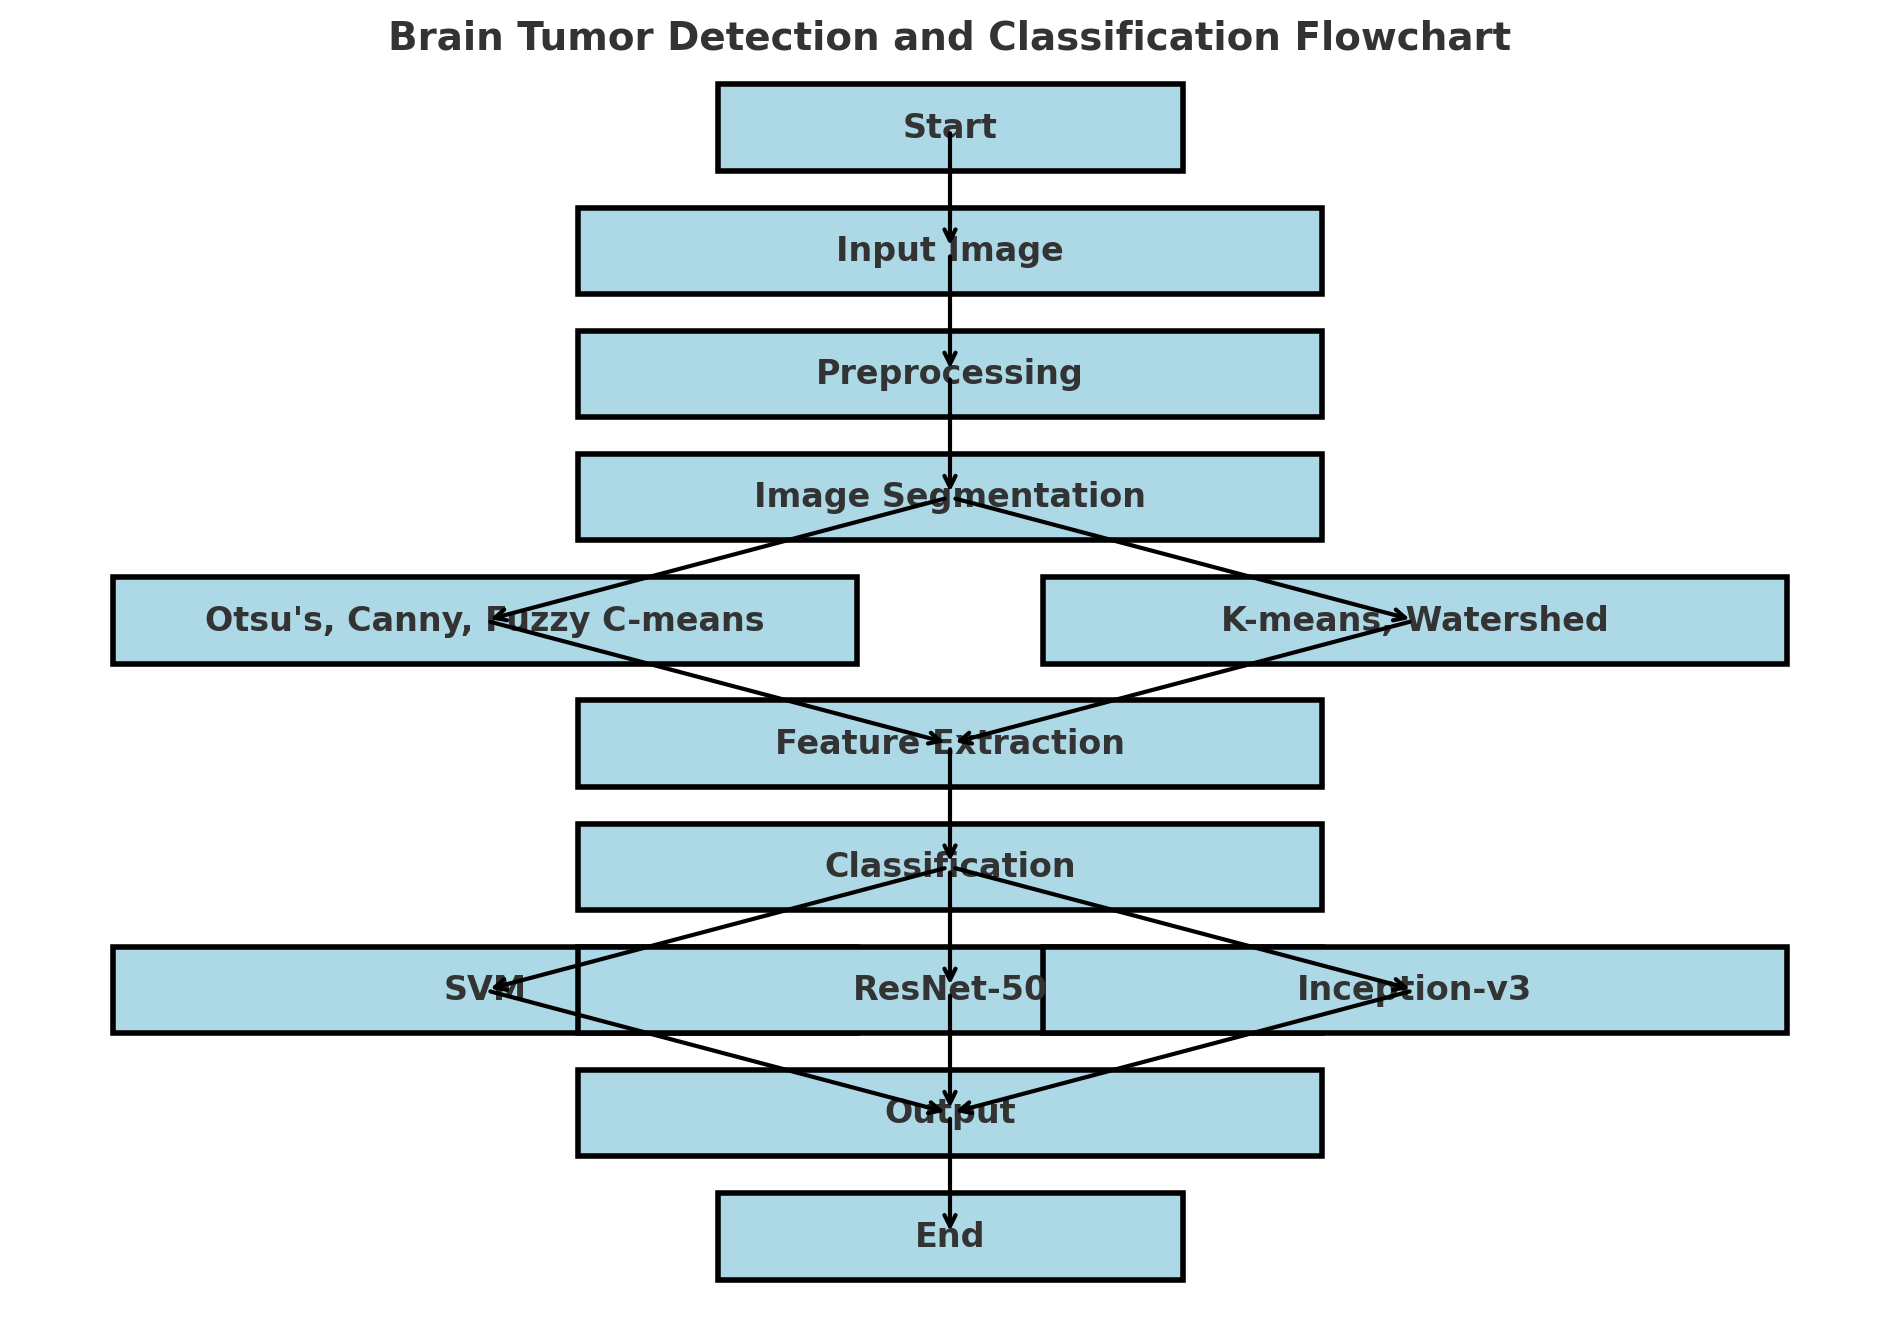 Brain Tumor Detection and Classification Flowchart
Start
Input Image
Preprocessing
Image Segmentation
Otsu's, Canny, Fuzzy C-means
K-means, Watershed
Feature Extraction
Classification
SVM
ResNet-50
Inception-v3
Output
End